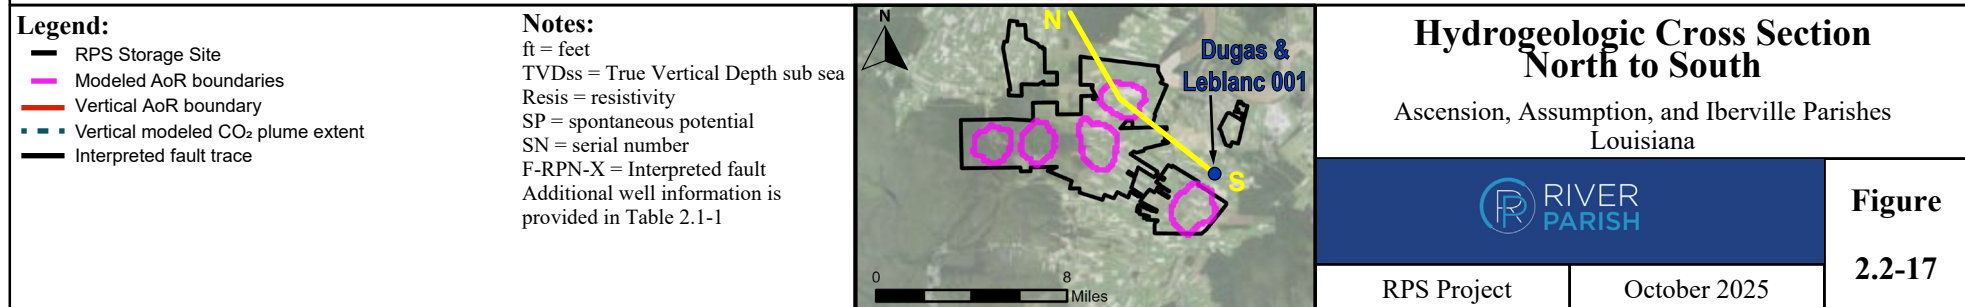 Legend:
RPS Storage Site
Modeled AoR boundaries
Vertical AoR boundary
Vertical modeled CO₂ plume extent
Interpreted fault trace
Notes:
ft = feet
TVDss = True Vertical Depth sub sea
Resis = resistivity
SP = spontaneous potential
SN = serial number
F-RPN-X = Interpreted fault
Additional well information is
provided in Table 2.1-1
N
N
Dugas &
Leblanc 001
S
0 8
Miles
Hydrogeologic Cross Section
North to South
Ascension, Assumption, and Iberville Parishes
Louisiana
RP
RIVER
PARISH
RPS Project
October 2025
Figure
2.2-17